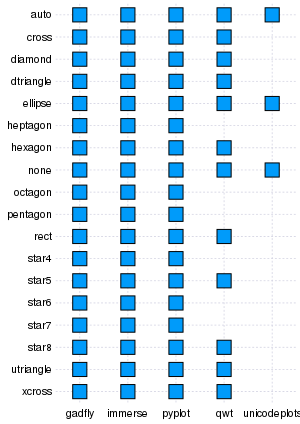 auto
cross
diamond
dtriangle
ellipse
heptagon
hexagon
none
octagon
pentagon
rect
star4
star5
star6
star7
star8
utriangle
xcross
gadfly immerse pyplot qwt unicodeplots